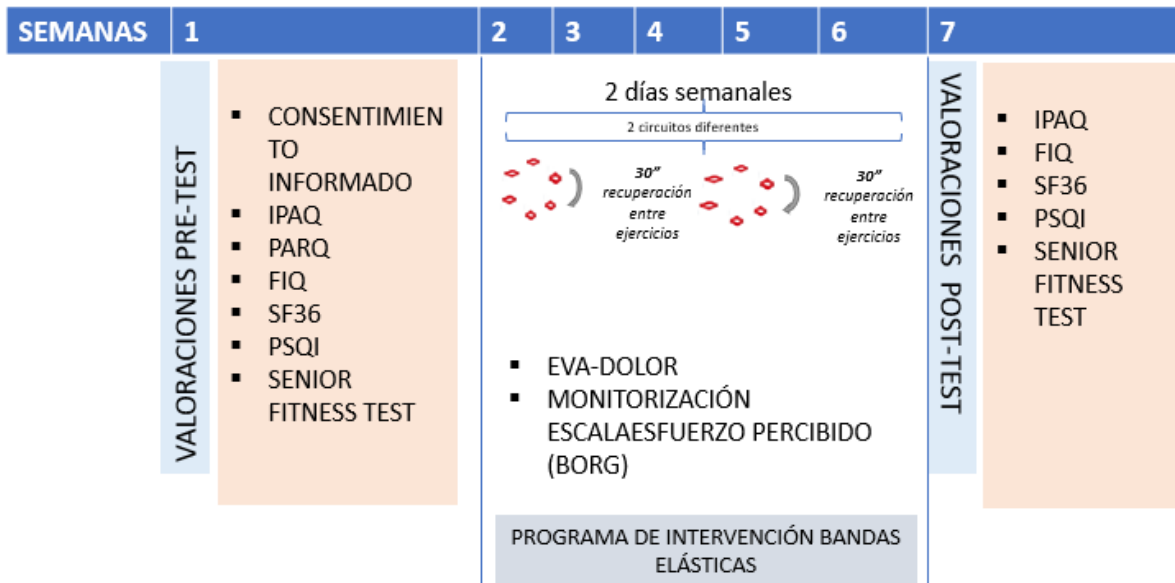 SEMANAS 1 2 3 4 5 6 7
VALORACIONES PRE-TEST
▪ CONSENTIMIEN
TO
INFORMADO
▪ IPAQ
▪ PARQ
▪ FIQ
▪ SF36
▪ PSQI
▪ SENIOR
FITNESS TEST
2 días semanales
2 circuitos diferentes
30”
recuperación
entre
ejercicios
30”
recuperación
entre
ejercicios
▪ EVA-DOLOR
▪ MONITORIZACIÓN
ESCALAESFUERZO PERCIBIDO
(BORG)
PROGRAMA DE INTERVENCIÓN BANDAS
ELÁSTICAS
VALORACIONES POST-TEST
▪ IPAQ
▪ FIQ
▪ SF36
▪ PSQI
▪ SENIOR
FITNESS
TEST